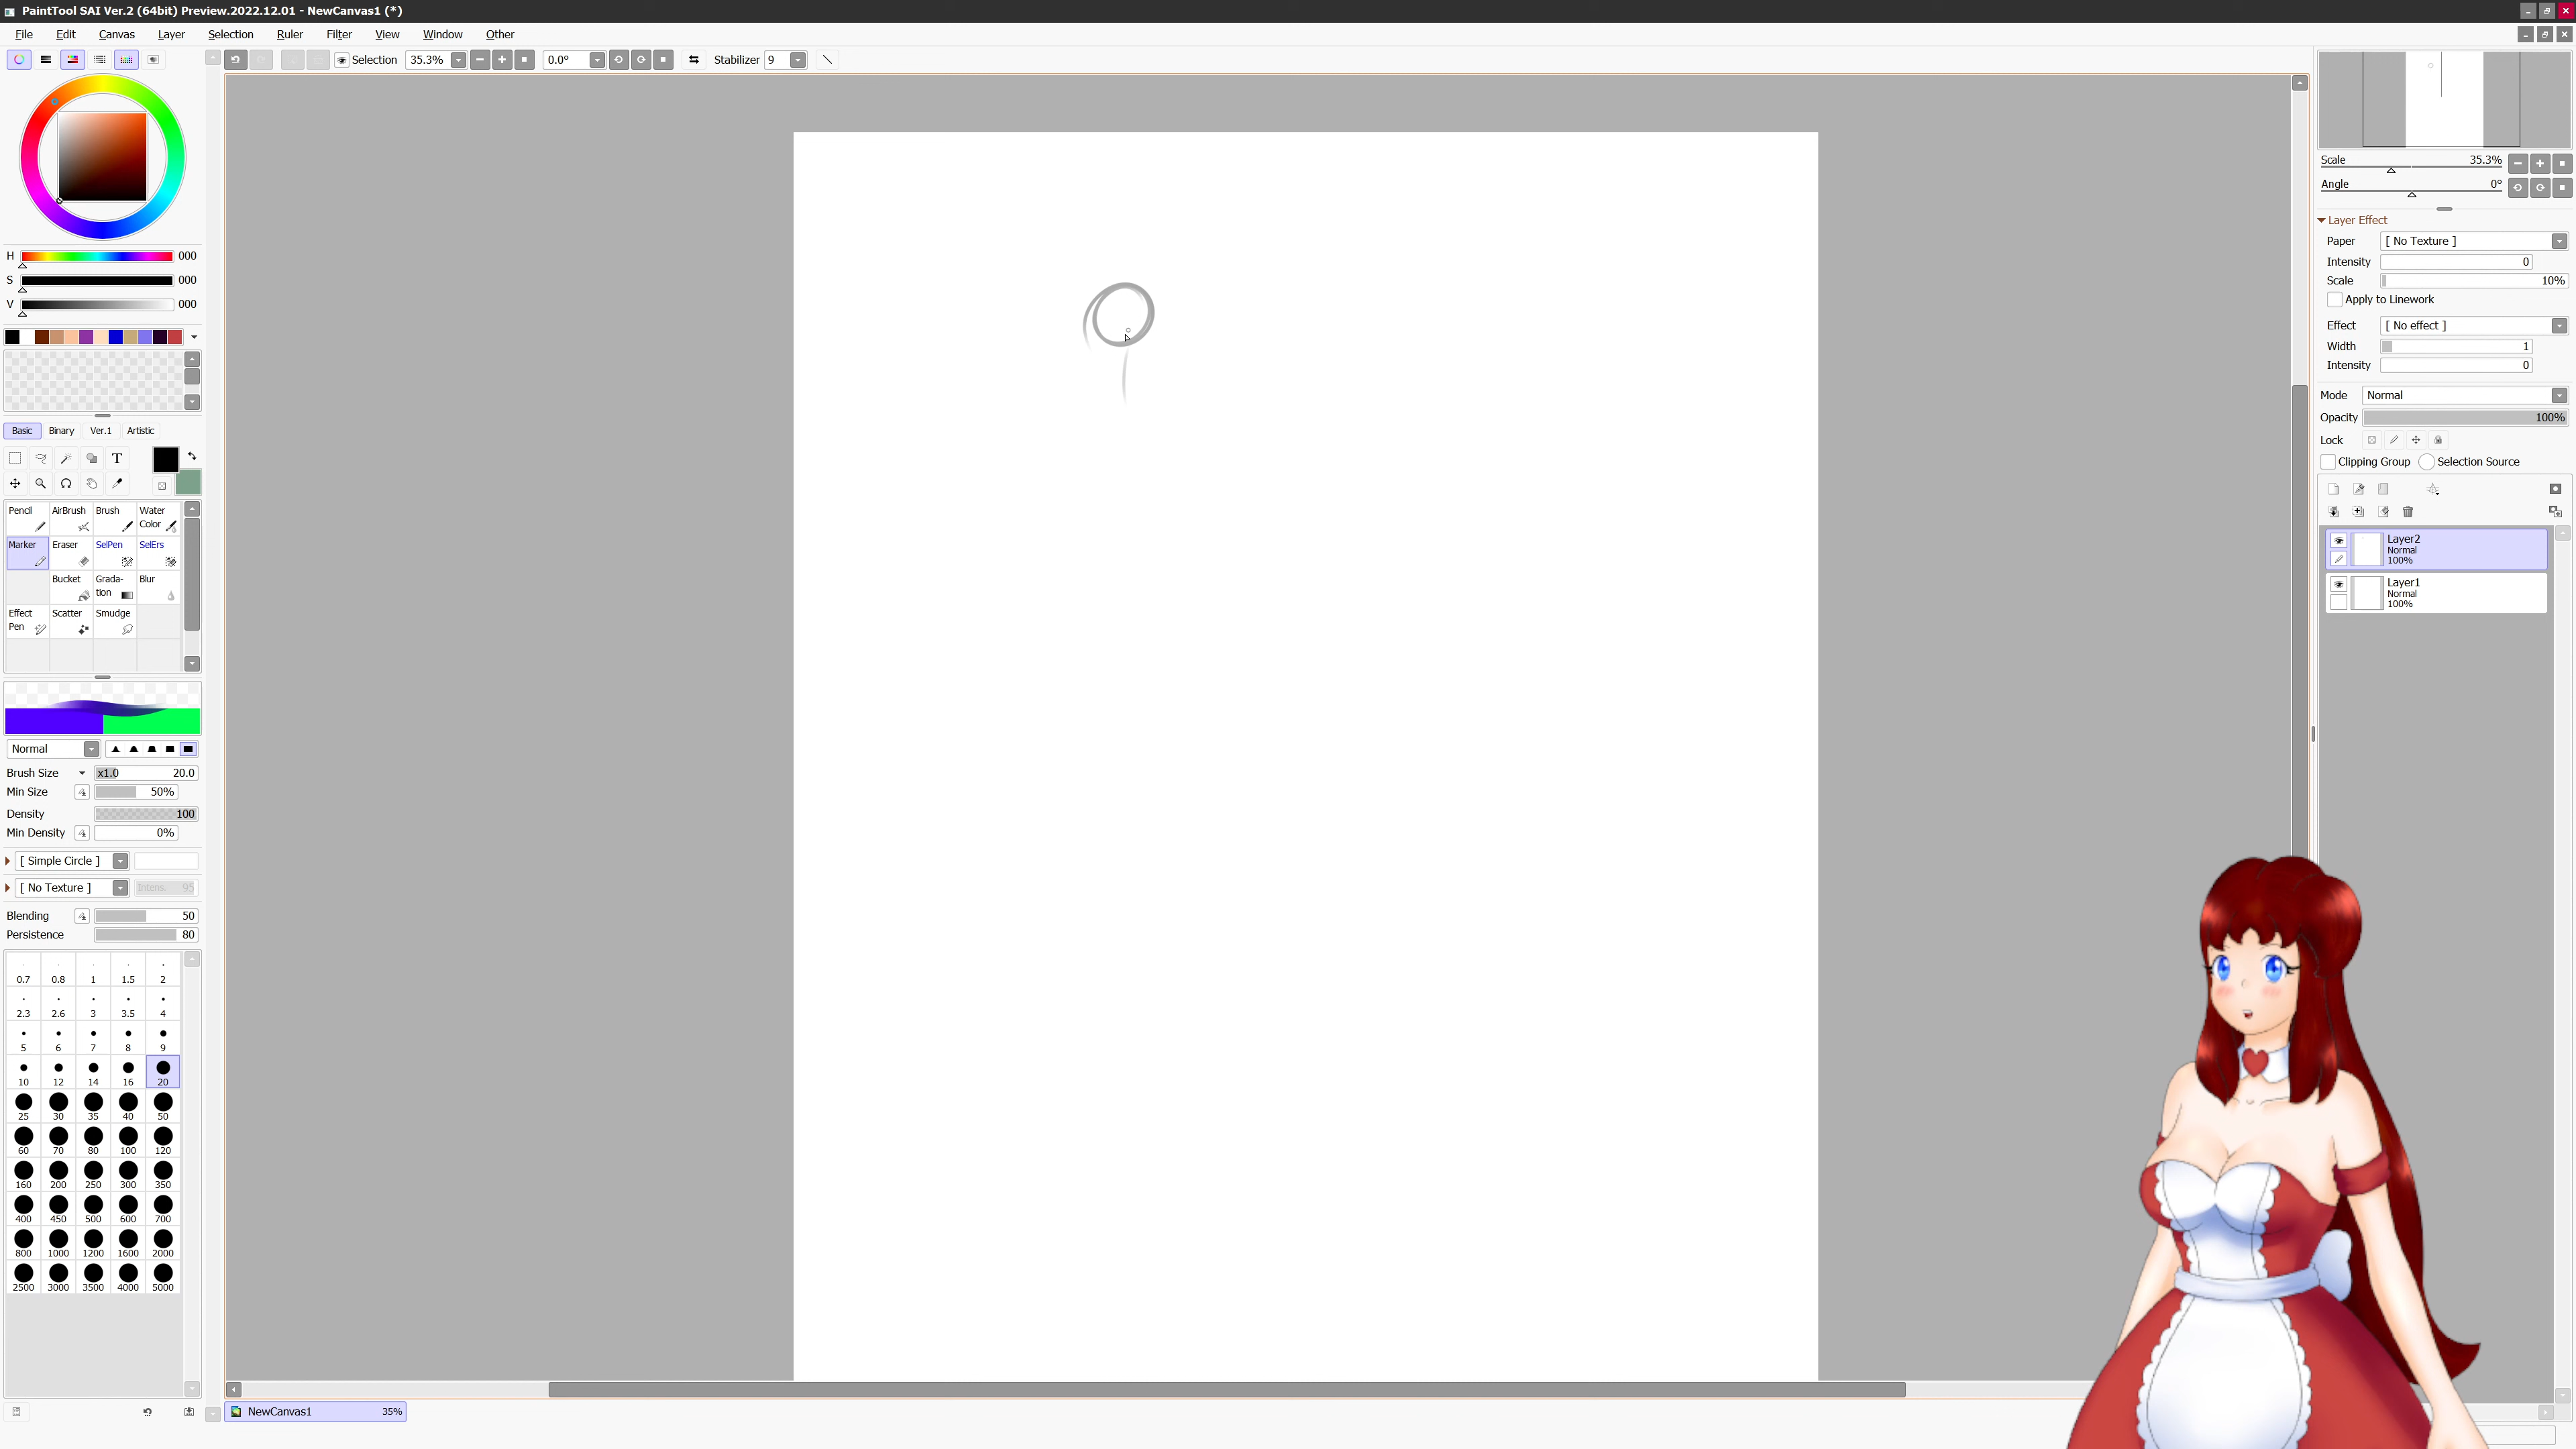 PaintTool SAI Ver.2 (64bit) Preview.2022.12.01 - NewCanvas1 (*)
File Edit Canvas Layer Selection Ruler Filter View Window Other
Selection 35.3% 0.0° Stabilizer 9
H 000
S 000
V 000
Basic Binary Ver.1 Artistic
T
Pencil AirBrush Brush Water Color
Marker Eraser SelPen SelErs
Bucket Grada-tion Blur
Effect Pen Scatter Smudge
Normal
Brush Size x1.0 20.0
Min Size 50%
Density 100
Min Density 0%
[ Simple Circle ]
[ No Texture ] Intens. 95
Blending 50
Persistence 80
0.7 0.8 1 1.5 2
2.3 2.6 3 3.5 4
5 6 7 8 9
10 12 14 16 20
25 30 35 40 50
60 70 80 100 120
160 200 250 300 350
400 450 500 600 700
800 1000 1200 1600 2000
2500 3000 3500 4000 5000
NewCanvas1 35%
Scale 35.3%
Angle 0°
Layer Effect
Paper [ No Texture ]
Intensity 0
Scale 10%
Apply to Linework
Effect [ No effect ]
Width 1
Intensity 0
Mode Normal
Opacity 100%
Lock
Clipping Group Selection Source
Layer2
Normal
100%
Layer1
Normal
100%